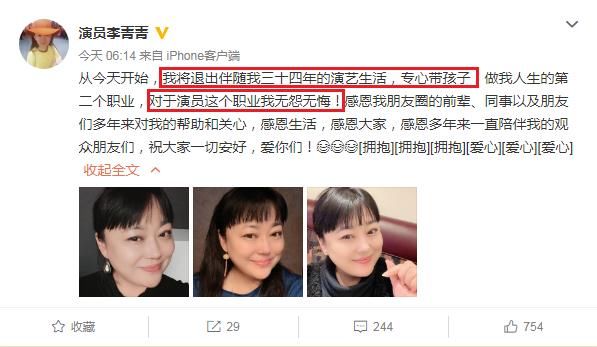 演员李青青
今天 06:14 来自 iPhone客户端
从今天开始，我将退出伴随我三十四年的演艺生活，专心带孩子，做我人生的第
二个职业，对于演员这个职业我无怨无悔！感恩我朋友圈的前辈、同事以及朋友
们多年来对我的帮助和关心，感恩生活，感恩大家，感恩多年来一直陪伴我的观
众朋友们，祝大家一切安好，爱你们！😄😄😄[拥抱][拥抱][拥抱][爱心][爱心][爱心]
收起全文
收藏
29
244
754